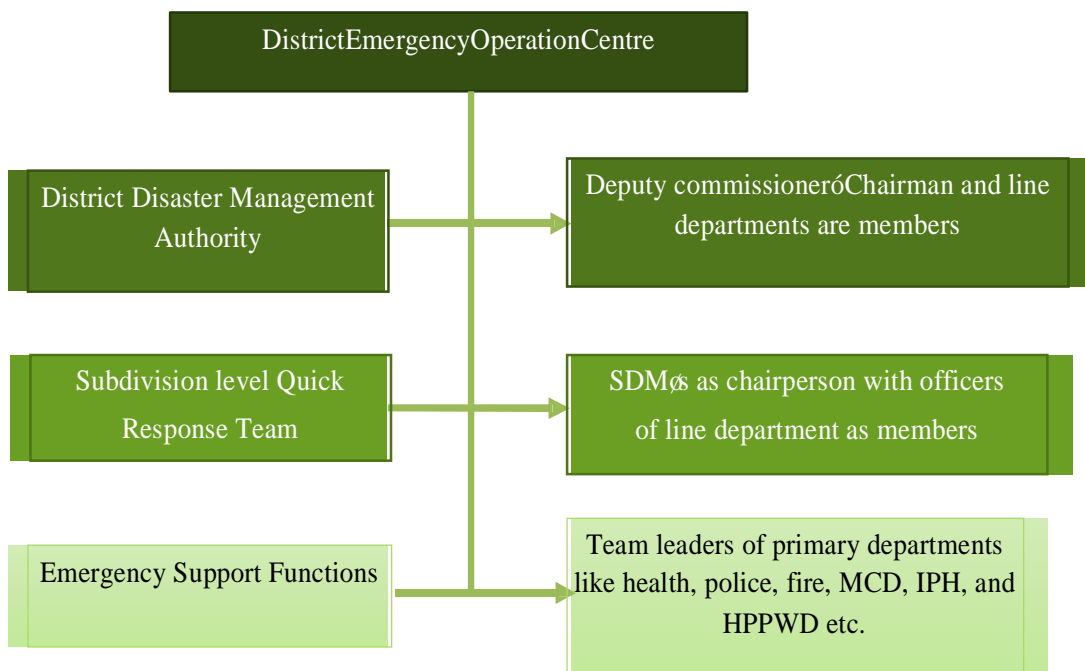 DistrictEmergencyOperationCentre
District Disaster Management
Authority
Deputy commissioneróChairman and line
departments are members
Subdivision level Quick
Response Team
SDMøs as chairperson with officers
of line department as members
Emergency Support Functions
Team leaders of primary departments
like health, police, fire, MCD, IPH, and
HPPWD etc.